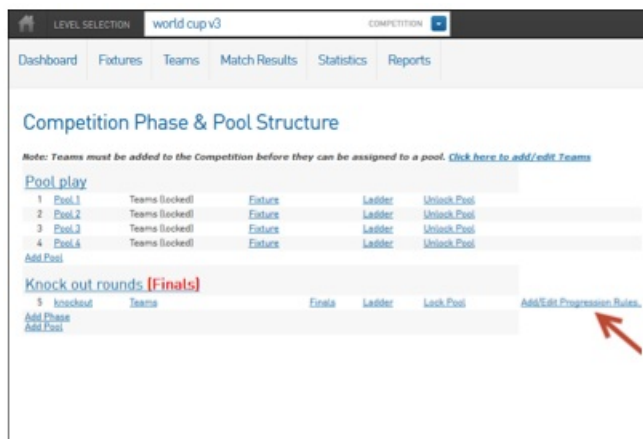 LEVEL SELECTION world cup v3 COMPETITION
Dashboard Fixtures Teams Match Results Statistics Reports
Competition Phase & Pool Structure
Note: Teams must be added to the Competition before they can be assigned to a pool. Click here to add/edit Teams
Pool play
1 Pool 1 Teams (locked) Fixture Ladder Unlock Pool
2 Pool 2 Teams (locked) Fixture Ladder Unlock Pool
3 Pool 3 Teams (locked) Fixture Ladder Unlock Pool
4 Pool 4 Teams (locked) Fixture Ladder Unlock Pool
Add Pool
Knock out rounds (Finals)
5 knockout Teams Finals Ladder Lock Pool Add/Edit Progression Rules.
Add Phase
Add Pool